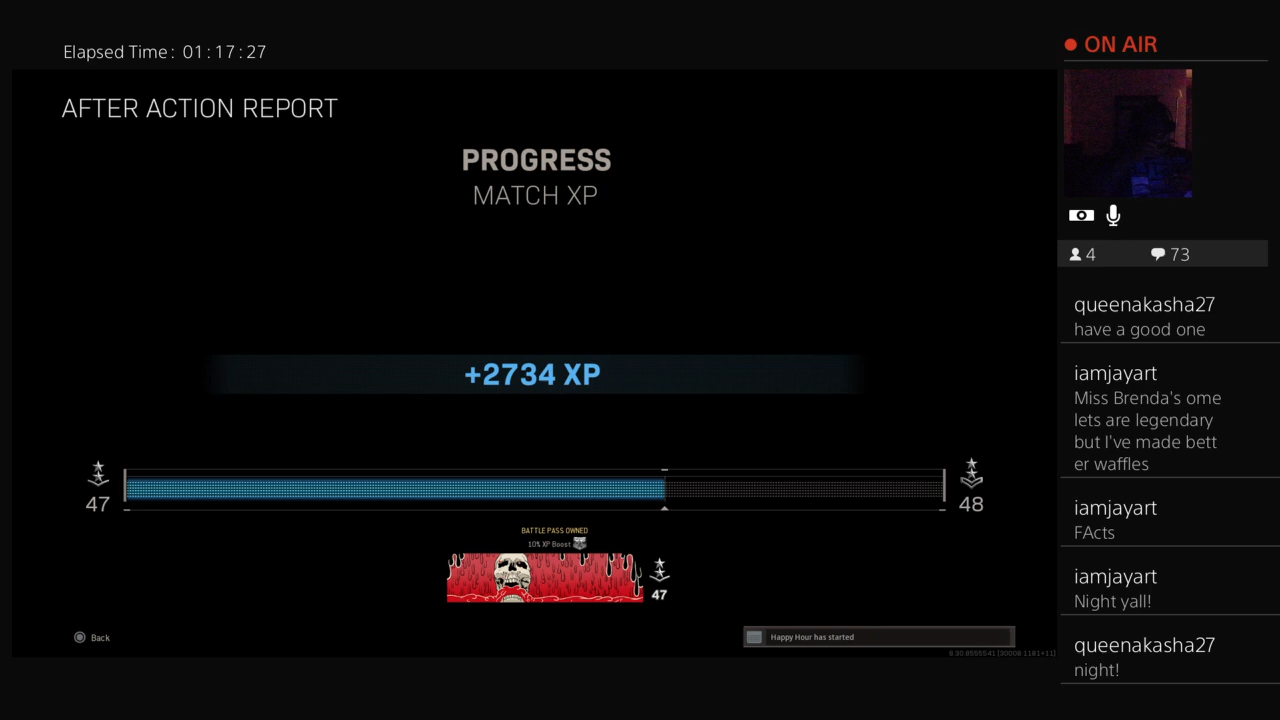 Elapsed Time: 01:17:27
AFTER ACTION REPORT
PROGRESS
MATCH XP
+2734 XP
47
48
BATTLE PASS OWNED
10% XP Boost
47
Back
Happy Hour has started
ON AIR
4
73
queenakasha27
have a good one
iamjayart
Miss Brenda's ome
lets are legendary
but I've made bett
er waffles
iamjayart
FActs
iamjayart
Night yall!
queenakasha27
night!